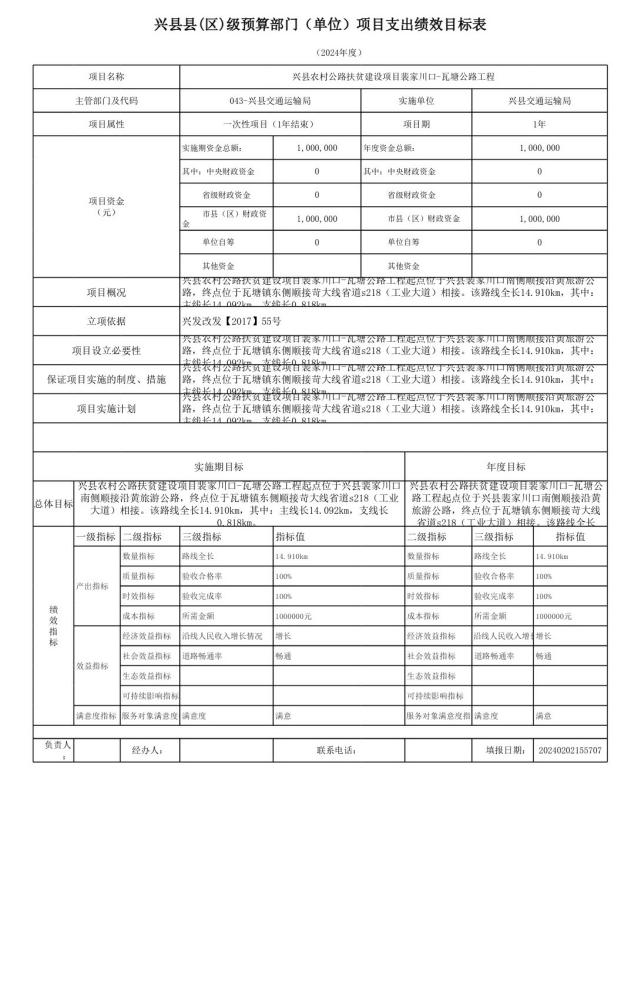 兴县县(区)级预算部门（单位）项目支出绩效目标表
（2024年度）
项目名称 兴县农村公路扶贫建设项目裴家川口-瓦塘公路工程
主管部门及代码 043-兴县交通运输局 实施单位 兴县交通运输局
项目属性 一次性项目（1年结束） 项目期 1年
项目资金
（元）
实施期资金总额： 1,000,000 年度资金总额： 1,000,000
其中：中央财政资金 0 其中：中央财政资金 0
省级财政资金 0 省级财政资金 0
市县（区）财政资金 1,000,000 市县（区）财政资金 1,000,000
单位自筹 0 单位自筹 0
其他资金 其他资金
项目概况
兴县农村公路扶贫建设项目裴家川口-瓦塘公路工程起点位于兴县裴家川口南侧顺接沿黄旅游公
路，终点位于瓦塘镇东侧顺接苛大线省道s218（工业大道）相接。该路线全长14.910km，其中：
主线长14.092km，支线长0.818km。
立项依据 兴发改发【2017】55号
项目设立必要性
兴县农村公路扶贫建设项目裴家川口-瓦塘公路工程起点位于兴县裴家川口南侧顺接沿黄旅游公
路，终点位于瓦塘镇东侧顺接苛大线省道s218（工业大道）相接。该路线全长14.910km，其中：
主线长14.092km，支线长0.818km。
保证项目实施的制度、措施
兴县农村公路扶贫建设项目裴家川口-瓦塘公路工程起点位于兴县裴家川口南侧顺接沿黄旅游公
路，终点位于瓦塘镇东侧顺接苛大线省道s218（工业大道）相接。该路线全长14.910km，其中：
主线长14.092km，支线长0.818km。
项目实施计划
兴县农村公路扶贫建设项目裴家川口-瓦塘公路工程起点位于兴县裴家川口南侧顺接沿黄旅游公
路，终点位于瓦塘镇东侧顺接苛大线省道s218（工业大道）相接。该路线全长14.910km，其中：
主线长14.092km，支线长0.818km。
实施期目标 年度目标
总体目标
兴县农村公路扶贫建设项目裴家川口-瓦塘公路工程起点位于兴县裴家川口
南侧顺接沿黄旅游公路，终点位于瓦塘镇东侧顺接苛大线省道s218（工业
大道）相接。该路线全长14.910km，其中：主线长14.092km，支线长
0.818km。
兴县农村公路扶贫建设项目裴家川口-瓦塘公
路工程起点位于兴县裴家川口南侧顺接沿黄
旅游公路，终点位于瓦塘镇东侧顺接苛大线
省道s218（工业大道）相接。该路线全长
绩效指标
一级指标 二级指标 三级指标 指标值 二级指标 三级指标 指标值
产出指标
数量指标 路线全长 14.910km 数量指标 路线全长 14.910km
质量指标 验收合格率 100% 质量指标 验收合格率 100%
时效指标 验收完成率 100% 时效指标 验收完成率 100%
成本指标 所需金额 1000000元 成本指标 所需金额 1000000元
效益指标
经济效益指标 沿线人民收入增长情况 增长 经济效益指标 沿线人民收入增长 增长
社会效益指标 道路畅通率 畅通 社会效益指标 道路畅通率 畅通
生态效益指标 生态效益指标
可持续影响指标 可持续影响指标
满意度指标 服务对象满意度 满意度 满意 服务对象满意度指 满意度 满意
负责人： 经办人： 联系电话： 填报日期： 20240202155707